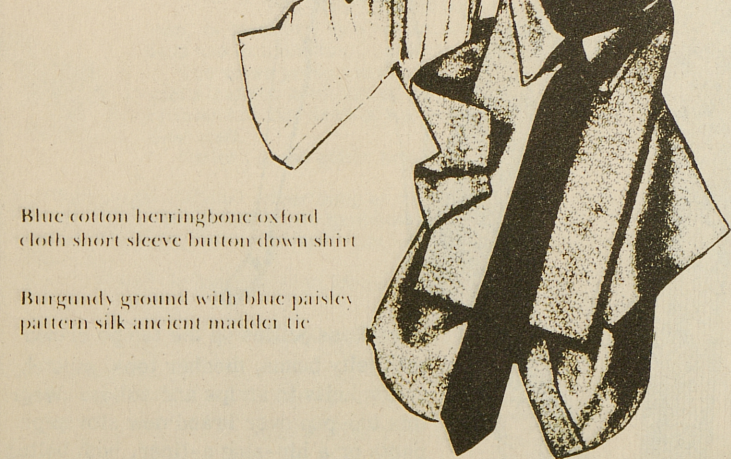 Blue cotton herringbone oxford
cloth short sleeve button down shirt
Burgundy ground with blue paisley
pattern silk ancient madder tie